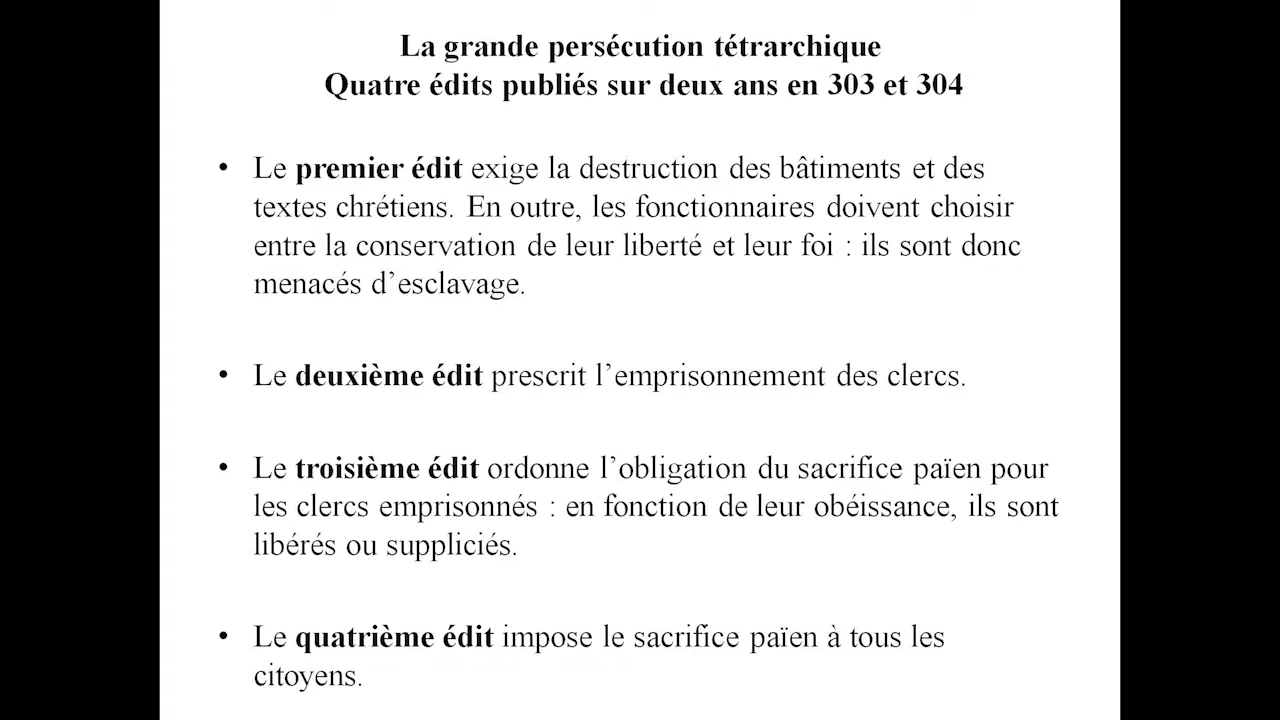 La grande persécution tétrarchique
Quatre édits publiés sur deux ans en 303 et 304
• Le premier édit exige la destruction des bâtiments et des
textes chrétiens. En outre, les fonctionnaires doivent choisir
entre la conservation de leur liberté et leur foi : ils sont donc
menacés d’esclavage.
• Le deuxième édit prescrit l’emprisonnement des clercs.
• Le troisième édit ordonne l’obligation du sacrifice païen pour
les clercs emprisonnés : en fonction de leur obéissance, ils sont
libérés ou suppliciés.
• Le quatrième édit impose le sacrifice païen à tous les
citoyens.